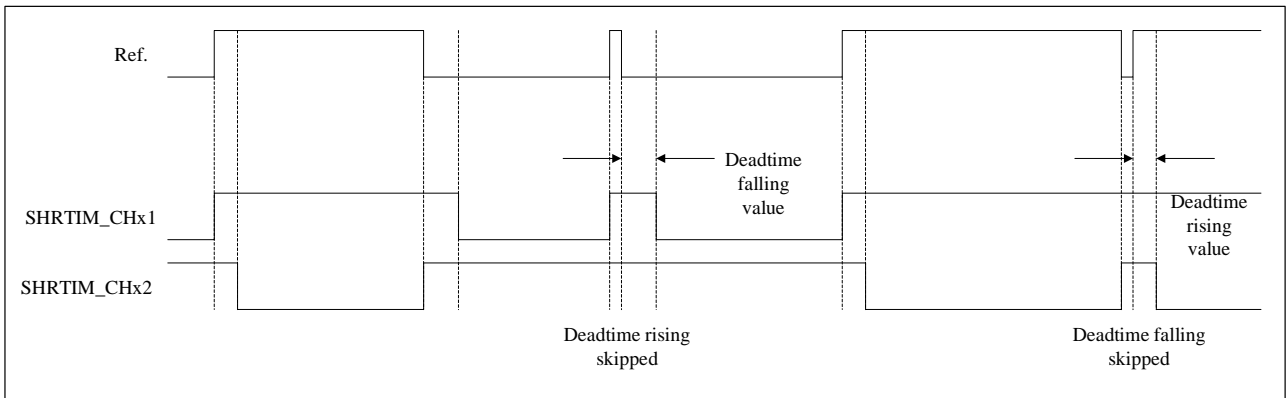 Ref.
Deadtime
falling
value
SHRTIM_CHx1
Deadtime
rising
value
SHRTIM_CHx2
Deadtime rising
skipped
Deadtime falling
skipped